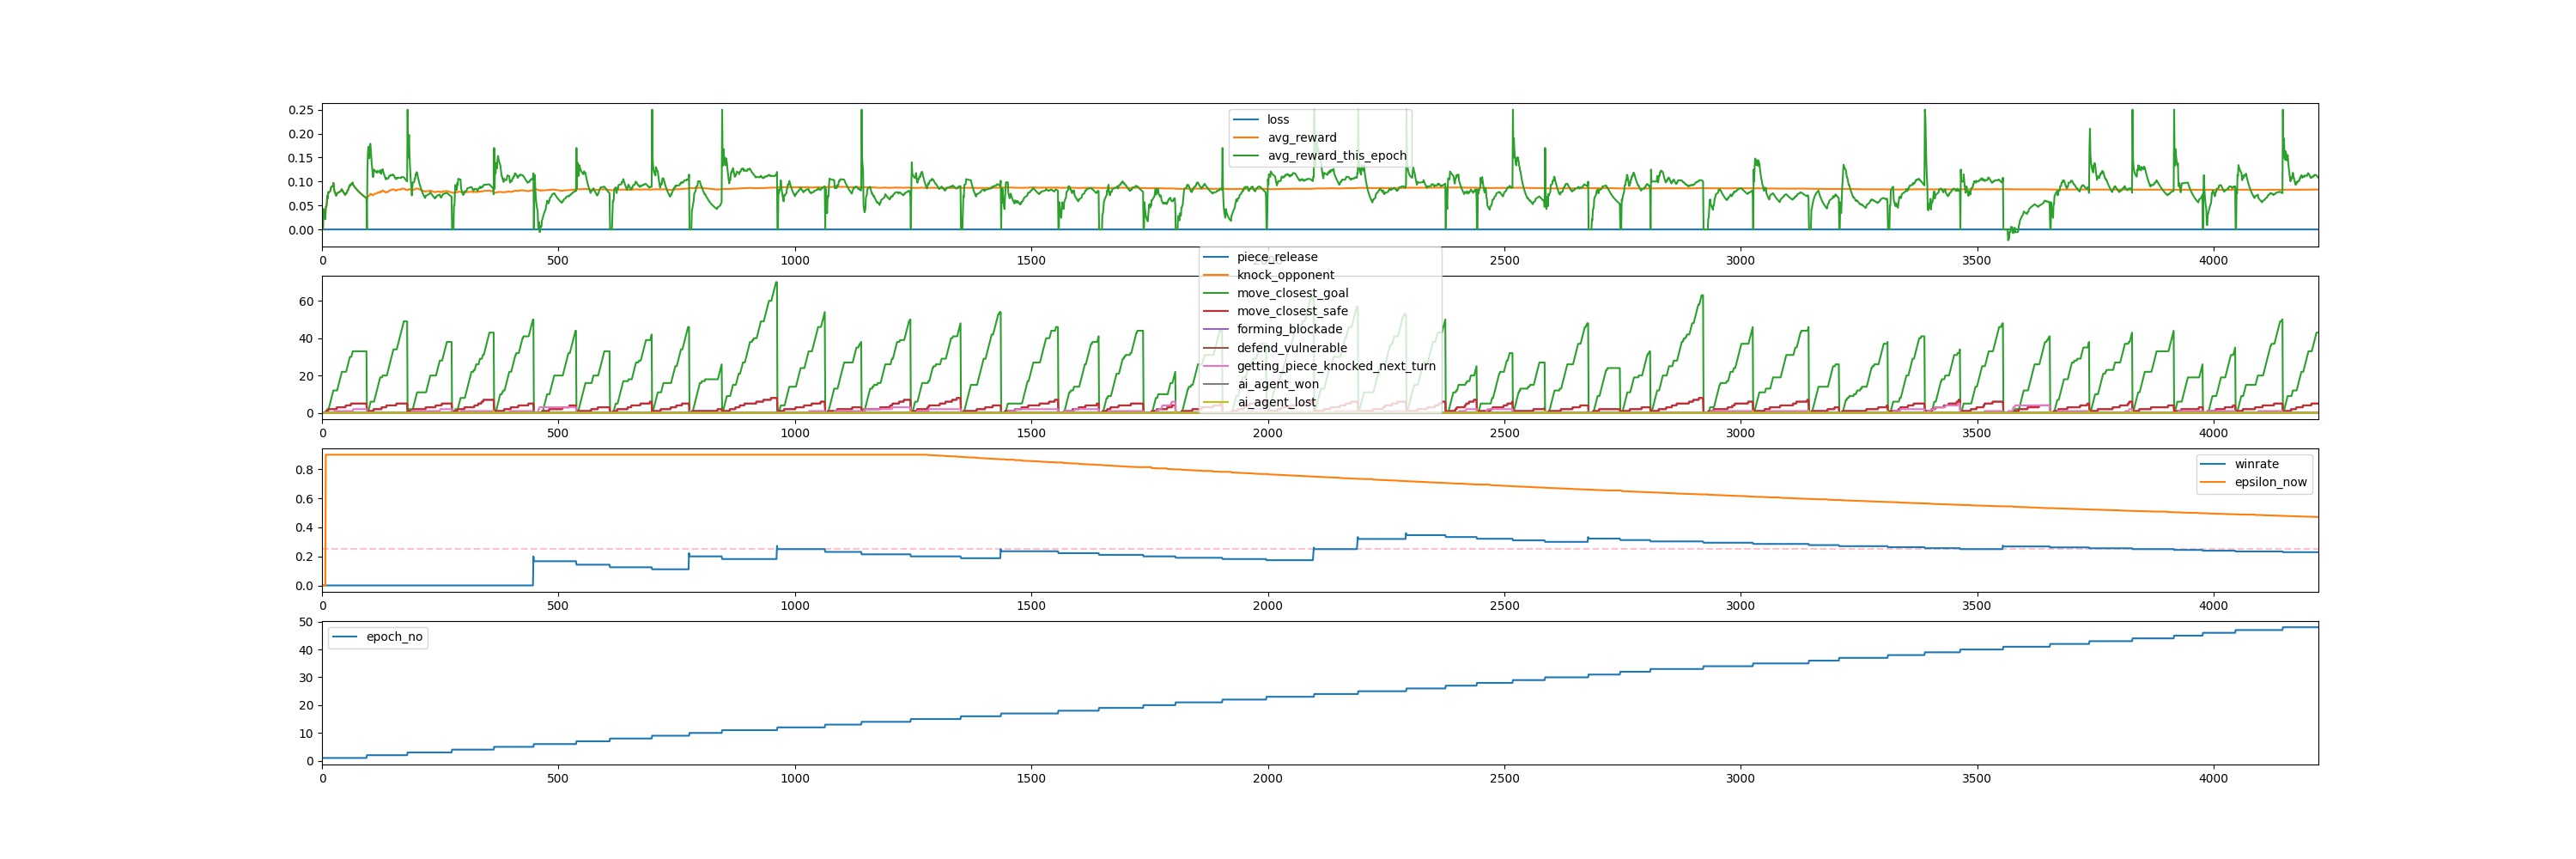 0.25
0.20
0.15
0.10
0.05
0.00
loss
avg_reward
avg_reward_this_epoch
0 500 1000 1500 2000 2500 3000 3500 4000
60
40
20
0
piece_release
knock_opponent
move_closest_goal
move_closest_safe
forming_blockade
defend_vulnerable
getting_piece_knocked_next_turn
ai_agent_won
ai_agent_lost
0 500 1000 1500 2000 2500 3000 3500 4000
0.8
0.6
0.4
0.2
0.0
winrate
epsilon_now
0 500 1000 1500 2000 2500 3000 3500 4000
50
40
30
20
10
0
epoch_no
0 500 1000 1500 2000 2500 3000 3500 4000